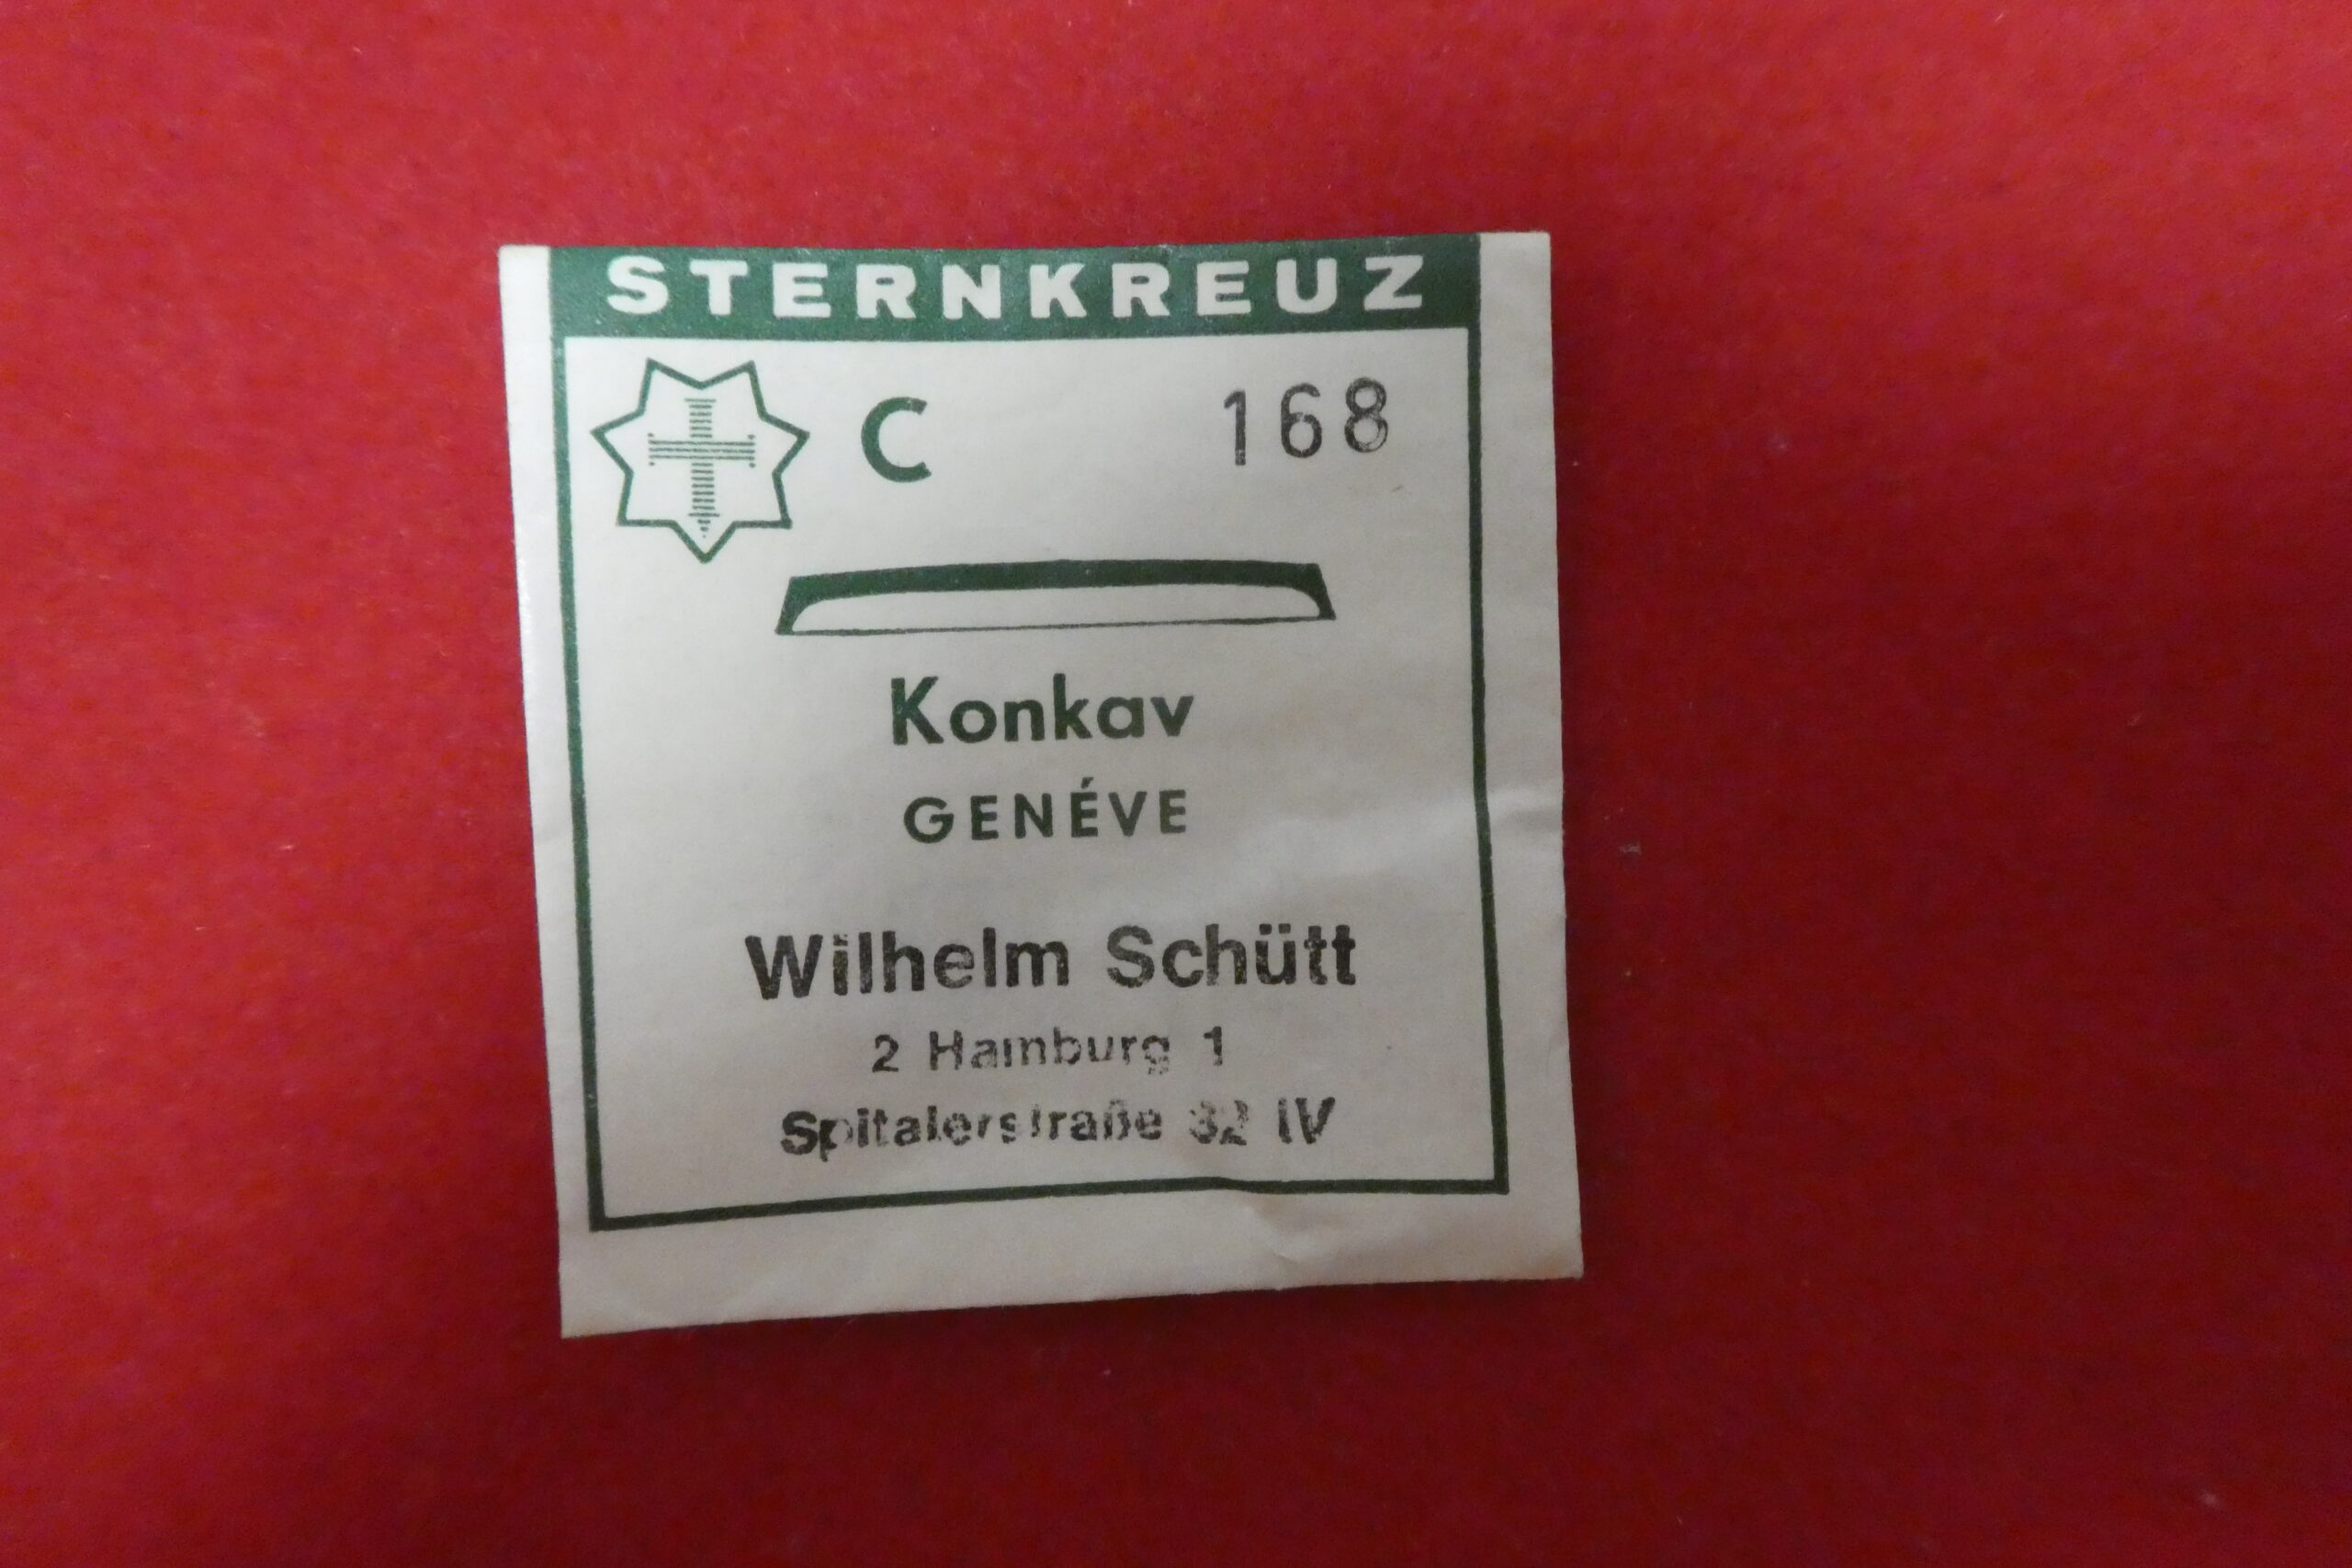 STERNKREUZ
C 168
Konkav
GENÉVE
Wilhelm Schütt
2 Hamburg 1
Spitalerstraße 32 IV